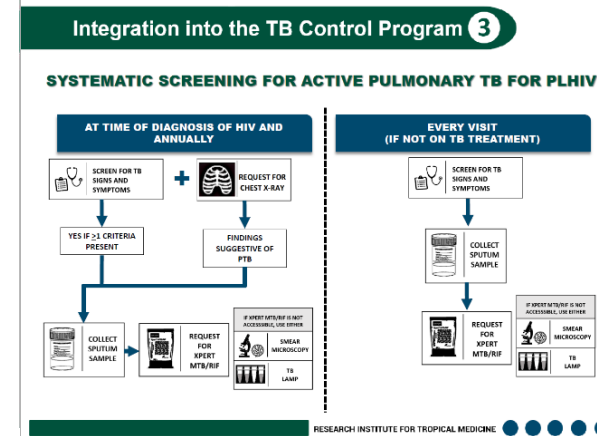 Integration into the TB Control Program 3
SYSTEMATIC SCREENING FOR ACTIVE PULMONARY TB FOR PLHIV
AT TIME OF DIAGNOSIS OF HIV AND
ANNUALLY
SCREEN FOR TB
SIGNS AND
SYMPTOMS
+
REQUEST FOR
CHEST X-RAY
YES IF >1 CRITERIA
PRESENT
FINDINGS
SUGGESTIVE OF
PTB
COLLECT
SPUTUM
SAMPLE
REQUEST
FOR
XPERT
MTB/RIF
IF XPERT MTB/RIF IS NOT
ACCESSSIBLE, USE EITHER
SMEAR
MICROSCOPY
TB
LAMP
EVERY VISIT
(IF NOT ON TB TREATMENT)
SCREEN FOR TB
SIGNS AND
SYMPTOMS
COLLECT
SPUTUM
SAMPLE
REQUEST
FOR
XPERT
MTB/RIF
IF XPERT MTB/RIF IS NOT
ACCESSSIBLE, USE EITHER
SMEAR
MICROSCOPY
TB
LAMP
RESEARCH INSTITUTE FOR TROPICAL MEDICINE